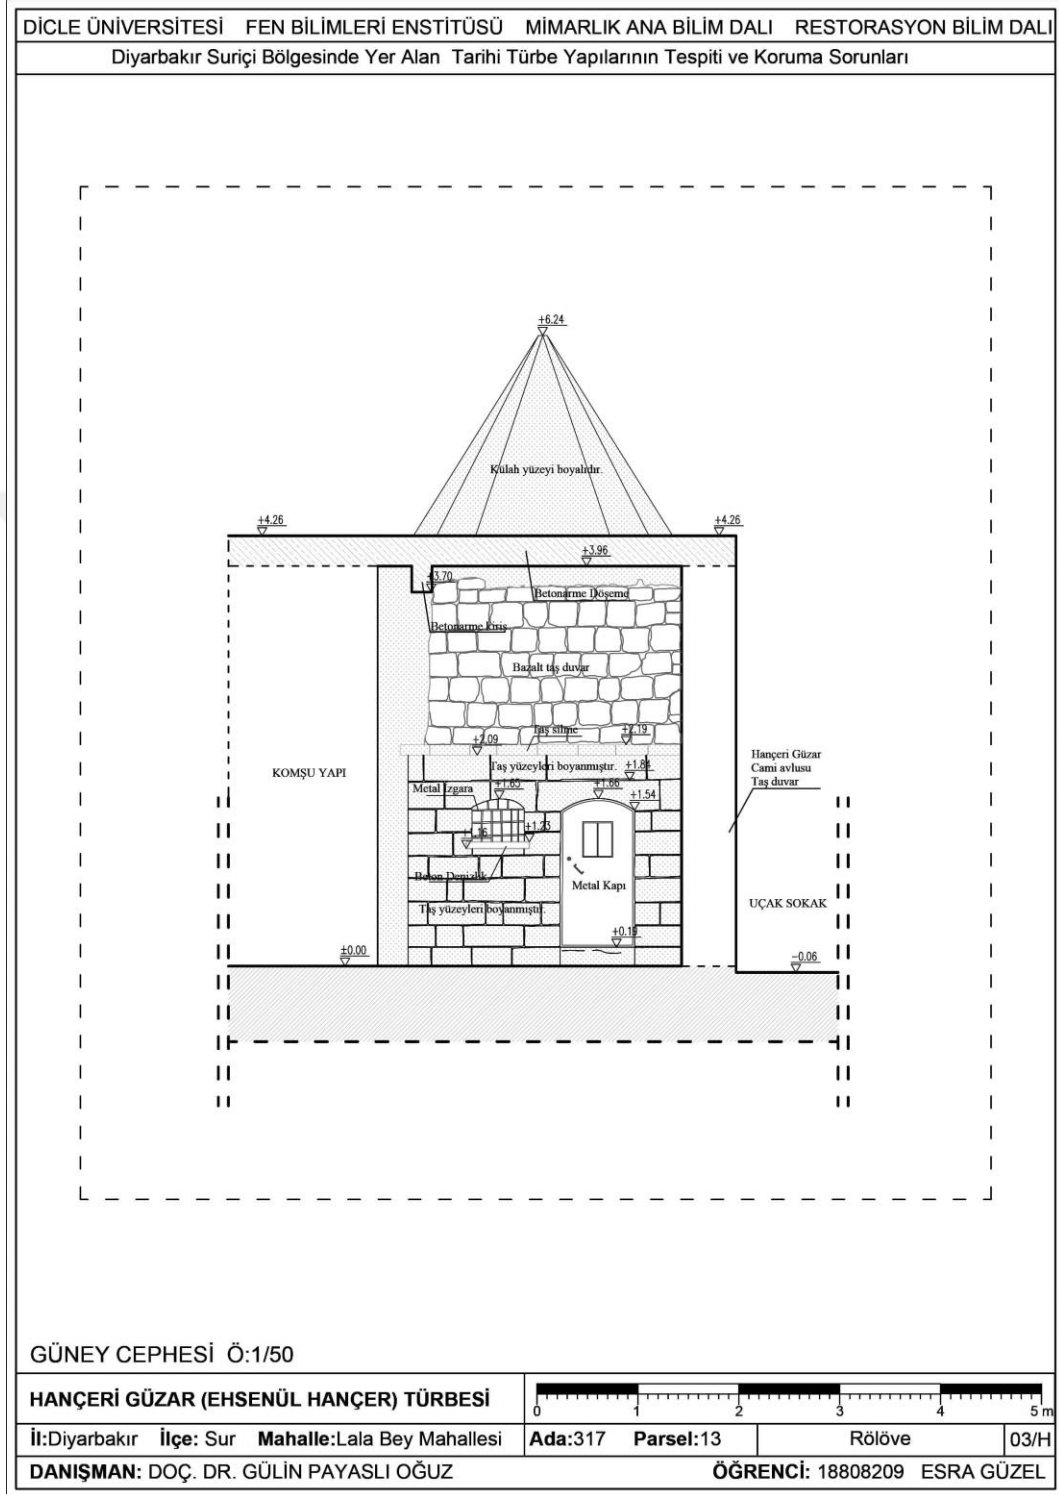 DİCLE ÜNİVERSİTESİ FEN BİLİMLERİ ENSTİTÜSÜ MİMARLIK ANA BİLİM DALI RESTORASYON BİLİM DALI
Diyarbakır Suriçi Bölgesinde Yer Alan Tarihi Türbe Yapılarının Tespiti ve Koruma Sorunları
+6.24
Külah yüzeyi boyalıdır.
+4.26
+4.26
+3.96
+3.70
Betonarme Döşeme
Betonarme kiriş
Bazalt taş duvar
Taş silme
+2.19
+2.09
Hançeri Güzar
Cami avlusu
Taş duvar
KOMŞU YAPI
Taş yüzeyleri boyanmıştır.
+1.84
Metal Izgara
+1.65
+1.66
+1.54
+1.16
+1.23
Beton Denizlik
Metal Kapı
UÇAK SOKAK
Taş yüzeyleri boyanmıştır.
+0.19
±0.00
-0.06
GÜNEY CEPHESİ Ö:1/50
HANÇERİ GÜZAR (EHSENÜL HANÇER) TÜRBESİ
0 1 2 3 4 5 m
İl:Diyarbakır İlçe: Sur Mahalle:Lala Bey Mahallesi Ada:317 Parsel:13 Rölöve 03/H
DANIŞMAN: DOÇ. DR. GÜLİN PAYASLI OĞUZ ÖĞRENCİ: 18808209 ESRA GÜZEL